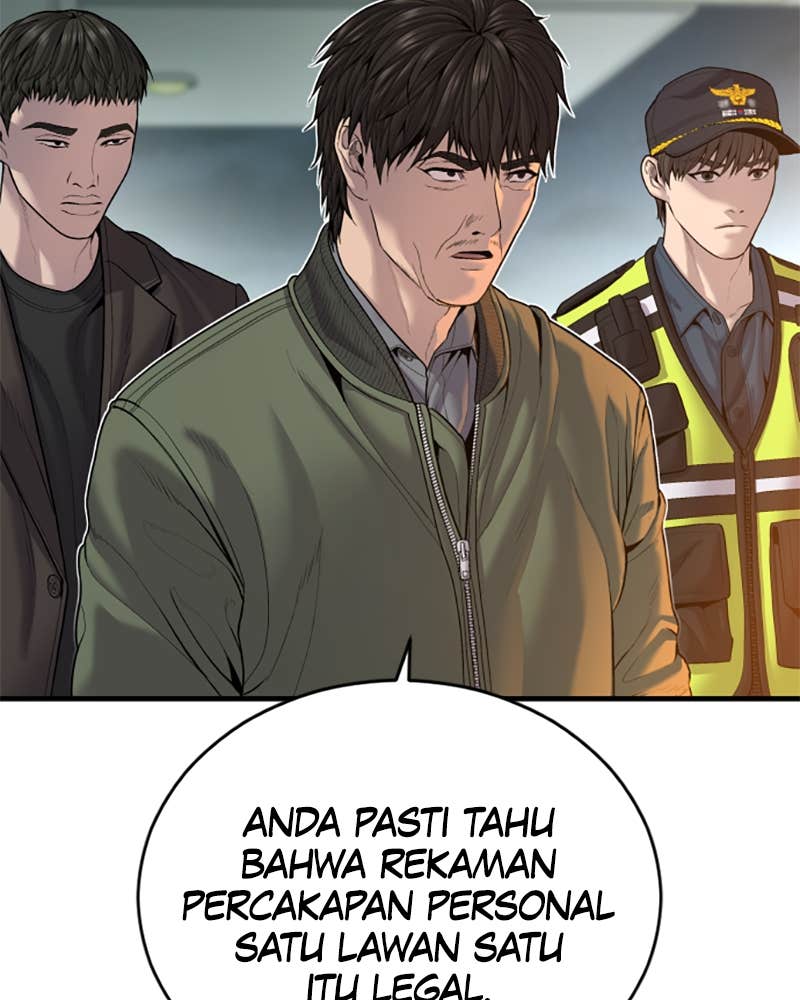 ANDA PASTI TAHU
BAHWA REKAMAN
PERCAKAPAN PERSONAL
SATU LAWAN SATU
ITU LEGAL.